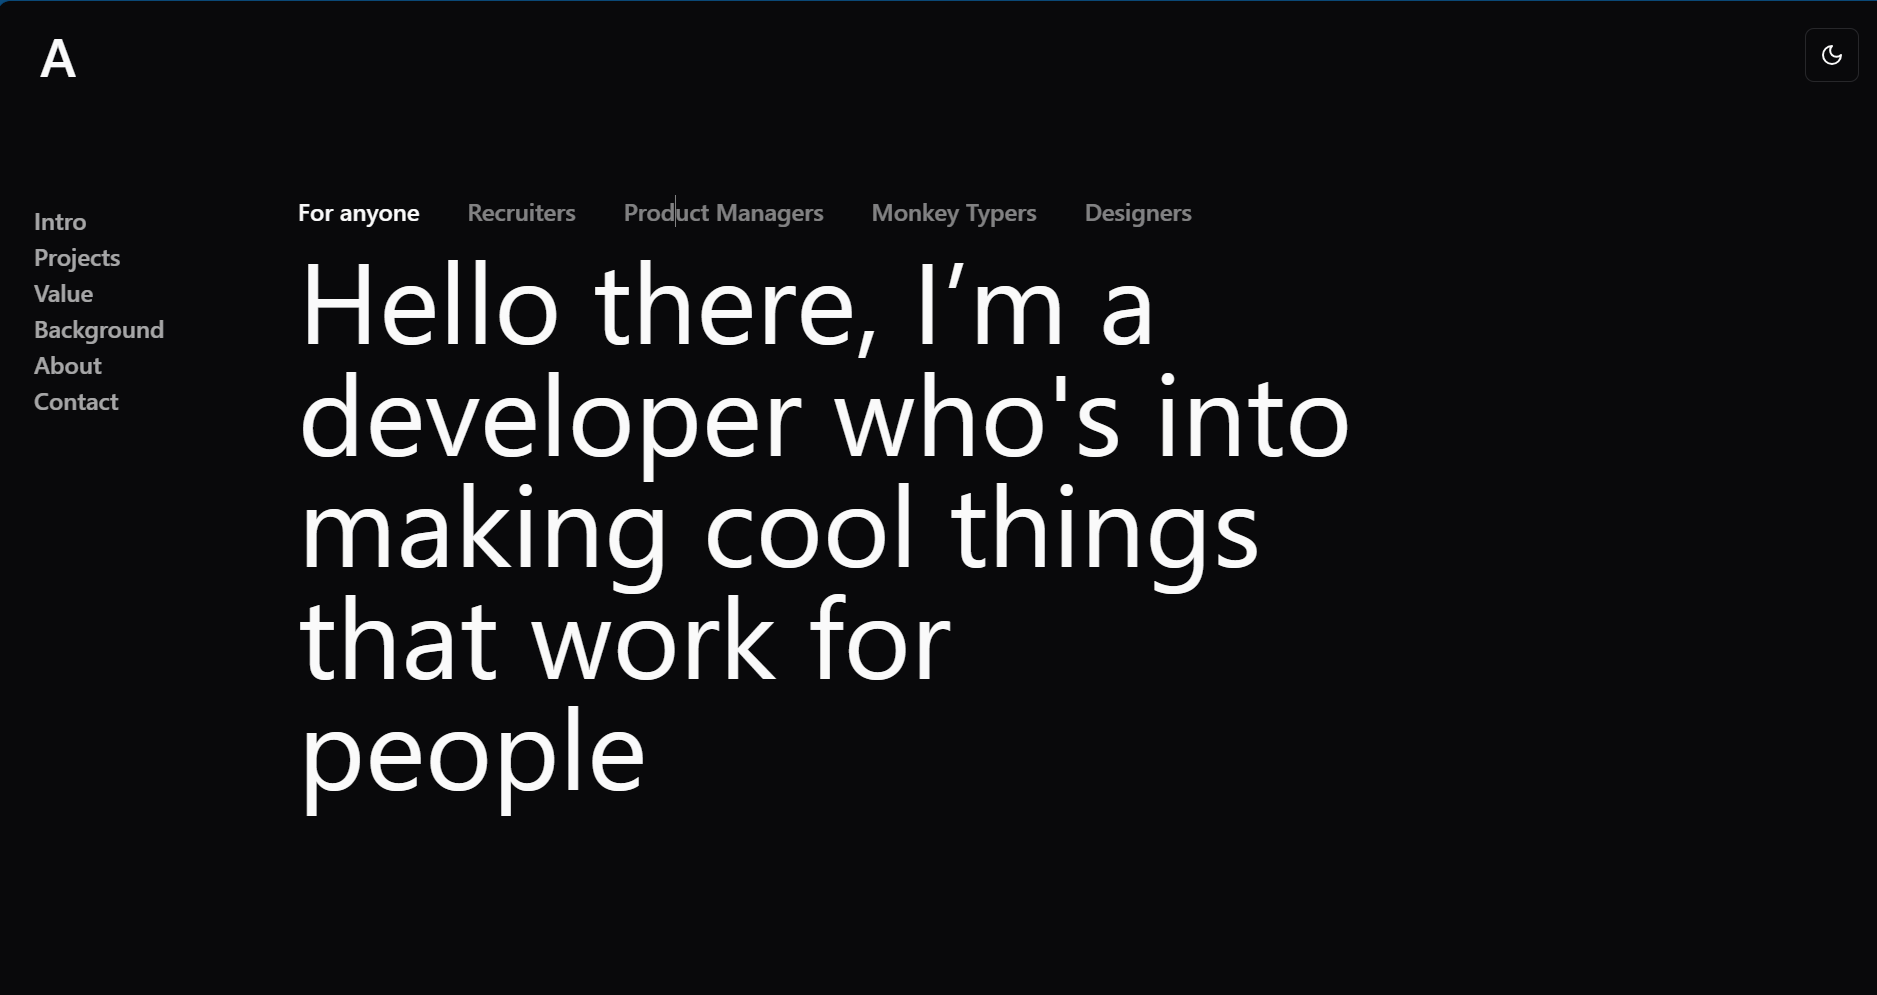 A
Intro
Projects
Value
Background
About
Contact
For anyone Recruiters Product Managers Monkey Typers Designers
Hello there, I’m a
developer who's into
making cool things
that work for
people